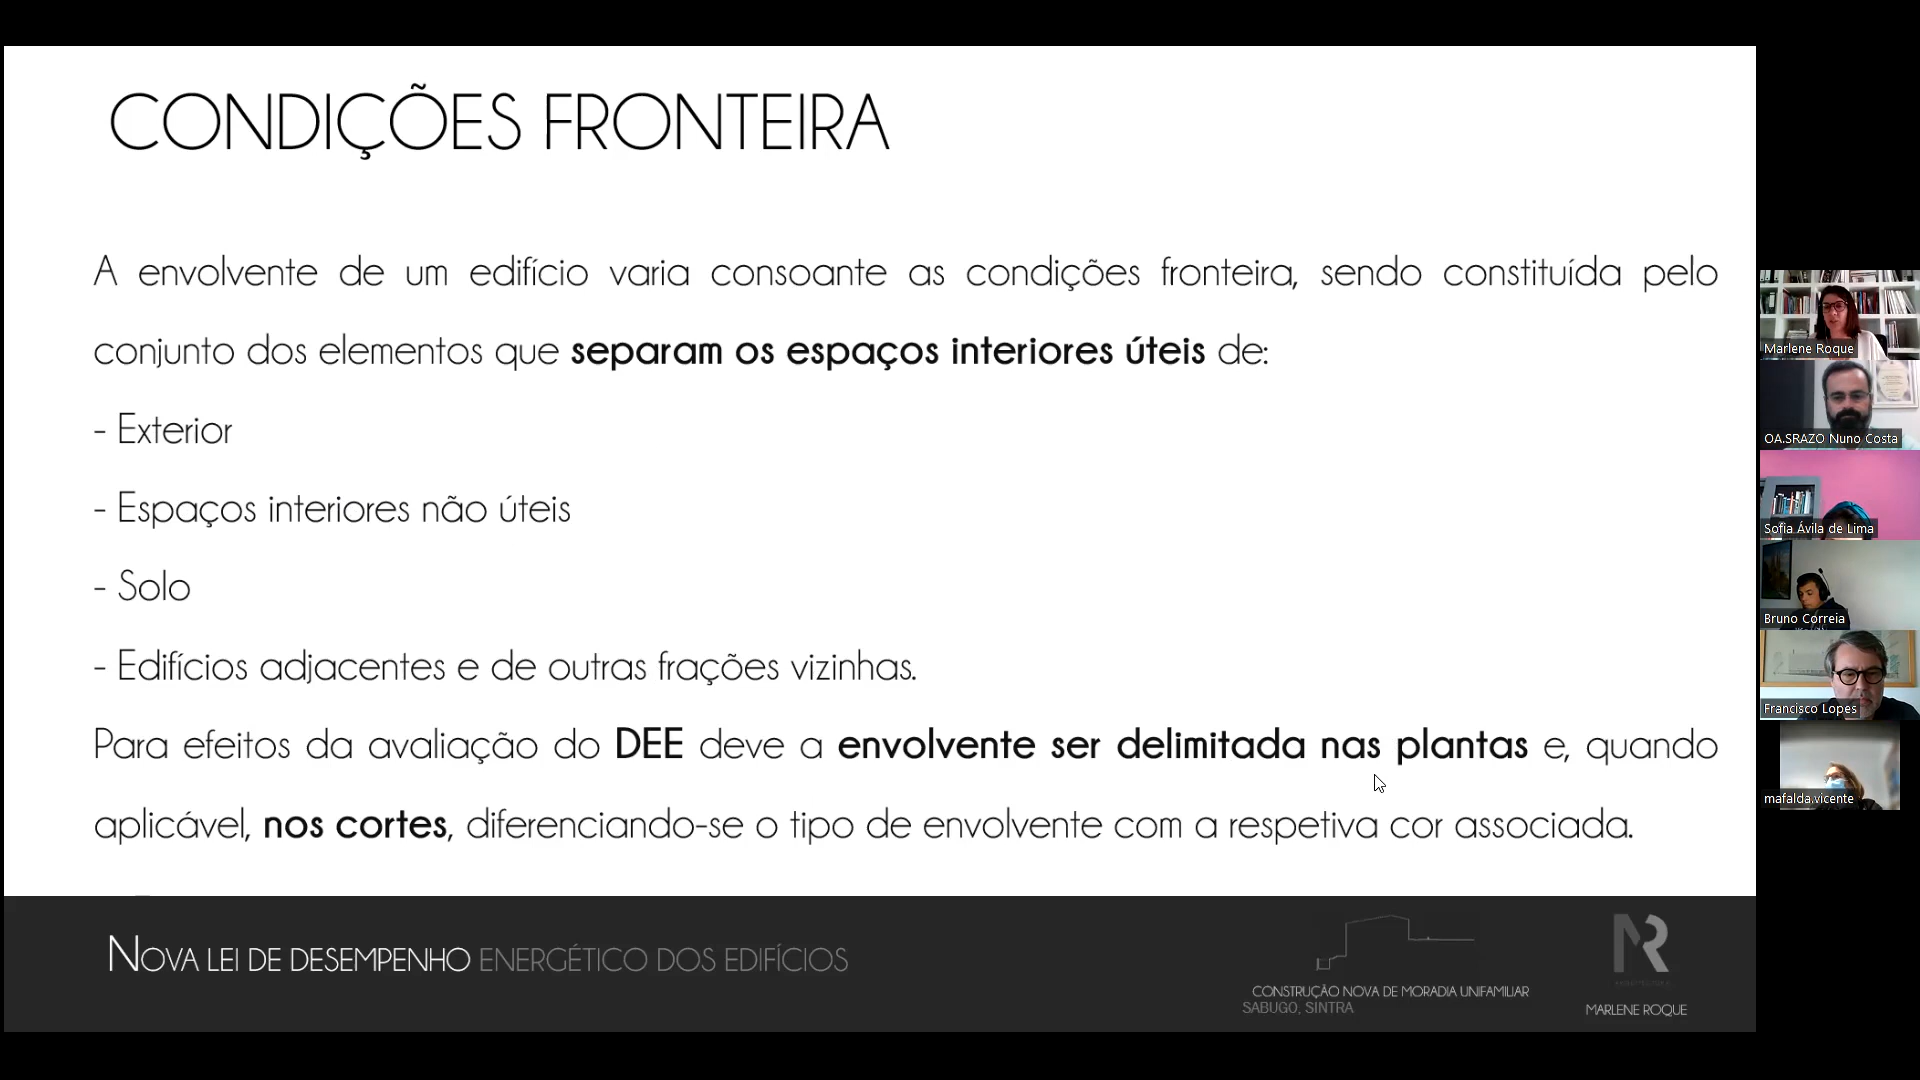 CONDIÇÕES FRONTEIRA
A envolvente de um edifício varia consoante as condições fronteira, sendo constituída pelo
conjunto dos elementos que separam os espaços interiores úteis de:
- Exterior
- Espaços interiores não úteis
- Solo
- Edifícios adjacentes e de outras frações vizinhas.
Para efeitos da avaliação do DEE deve a envolvente ser delimitada nas plantas e, quando
aplicável, nos cortes, diferenciando-se o tipo de envolvente com a respetiva cor associada.
NOVA LEI DE DESEMPENHO ENERGÉTICO DOS EDIFÍCIOS
CONSTRUÇÃO NOVA DE MORADIA UNIFAMILIAR
SABUGO, SINTRA
MR
MARLENE ROQUE
Marlene Roque
OA.SRAZO Nuno Costa
Sofia Ávila de Lima
Bruno Correia
Francisco Lopes
mafalda.vicente